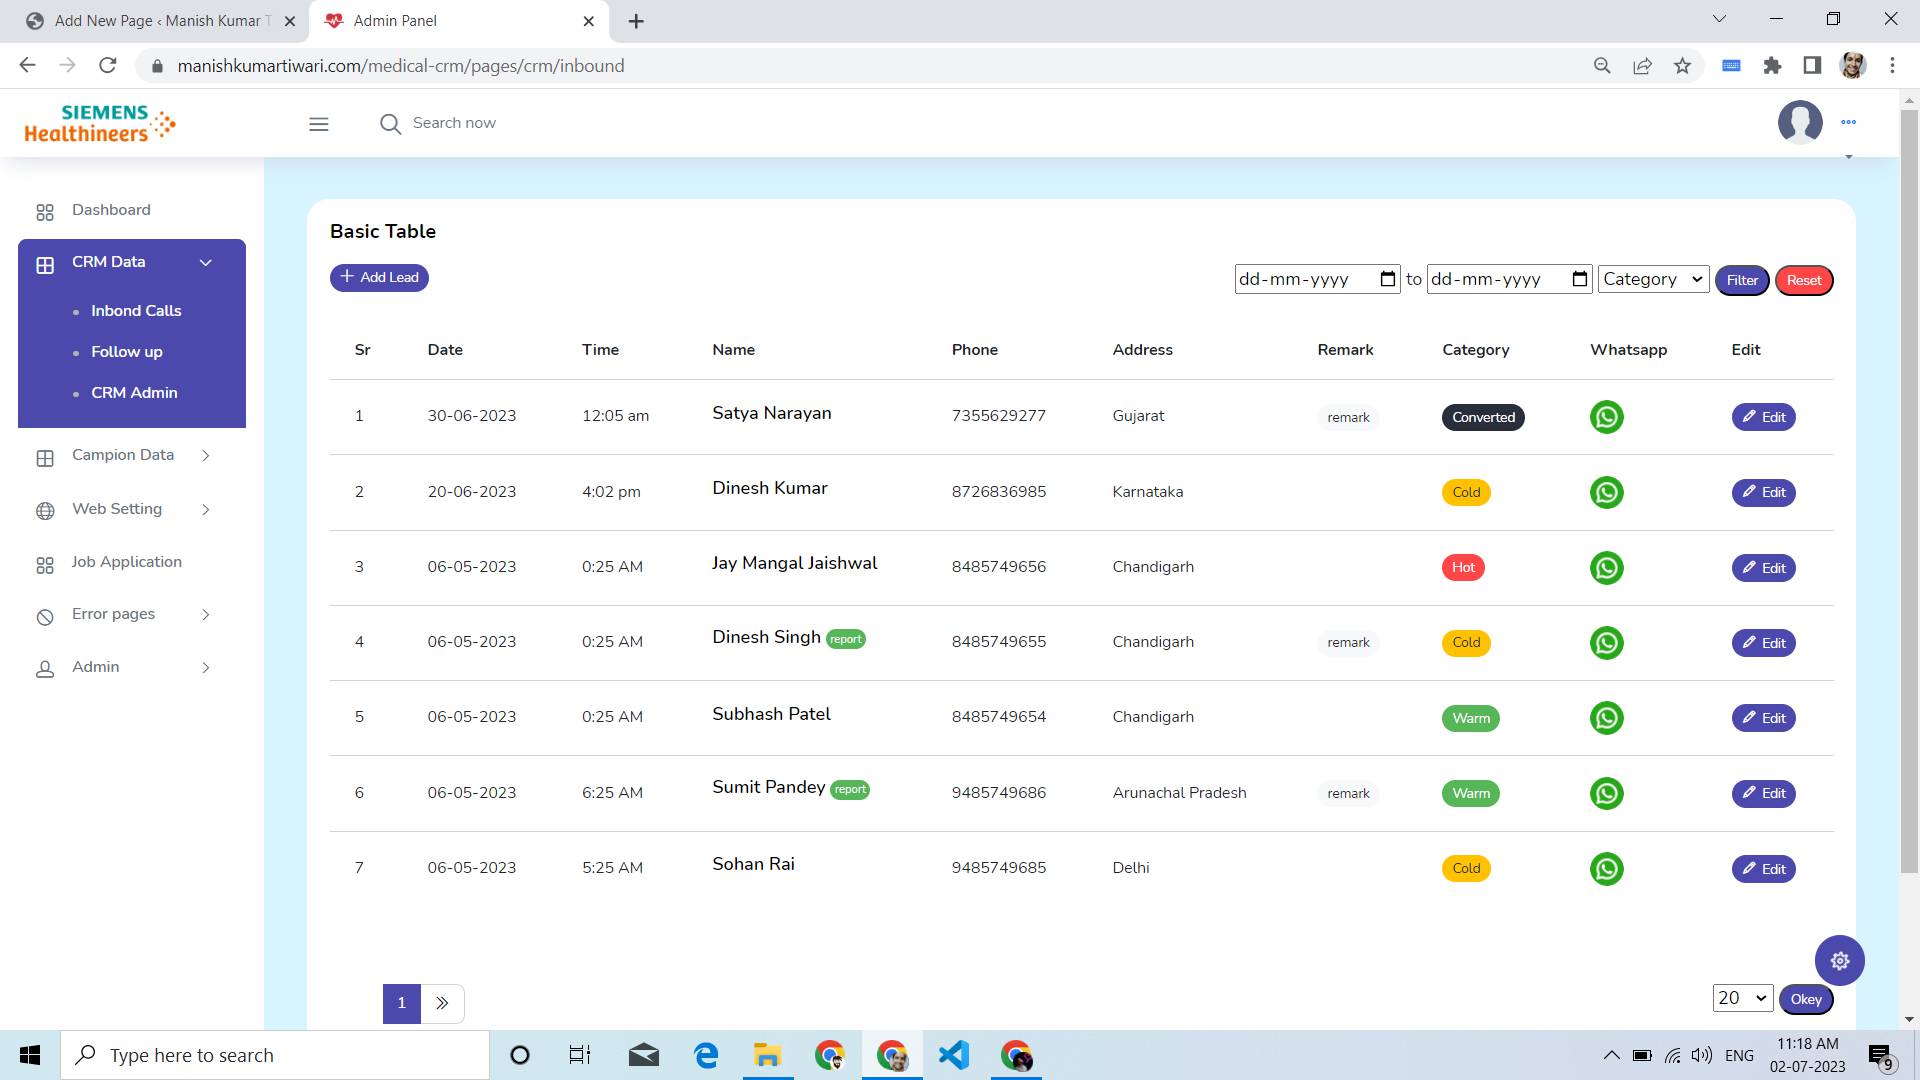 Add New Page ‹ Manish Kumar T
Admin Panel
manishkumartiwari.com/medical-crm/pages/crm/inbound
SIEMENS
Healthineers
Search now
Dashboard
CRM Data
Inbond Calls
Follow up
CRM Admin
Campion Data
Web Setting
Job Application
Error pages
Admin
Basic Table
Add Lead
dd-mm-yyyy to dd-mm-yyyy Category Filter Reset
Sr Date Time Name Phone Address Remark Category Whatsapp Edit
1 30-06-2023 12:05 am Satya Narayan 7355629277 Gujarat remark Converted Edit
2 20-06-2023 4:02 pm Dinesh Kumar 8726836985 Karnataka Cold Edit
3 06-05-2023 0:25 AM Jay Mangal Jaishwal 8485749656 Chandigarh Hot Edit
4 06-05-2023 0:25 AM Dinesh Singh report 8485749655 Chandigarh remark Cold Edit
5 06-05-2023 0:25 AM Subhash Patel 8485749654 Chandigarh Warm Edit
6 06-05-2023 6:25 AM Sumit Pandey report 9485749686 Arunachal Pradesh remark Warm Edit
7 06-05-2023 5:25 AM Sohan Rai 9485749685 Delhi Cold Edit
1 »
20 Okey
Type here to search
ENG
11:18 AM
02-07-2023
9